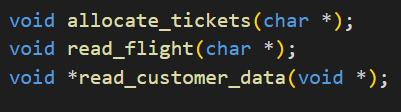 void allocate_tickets(char *);
void read_flight(char *);
void *read_customer_data(void *);